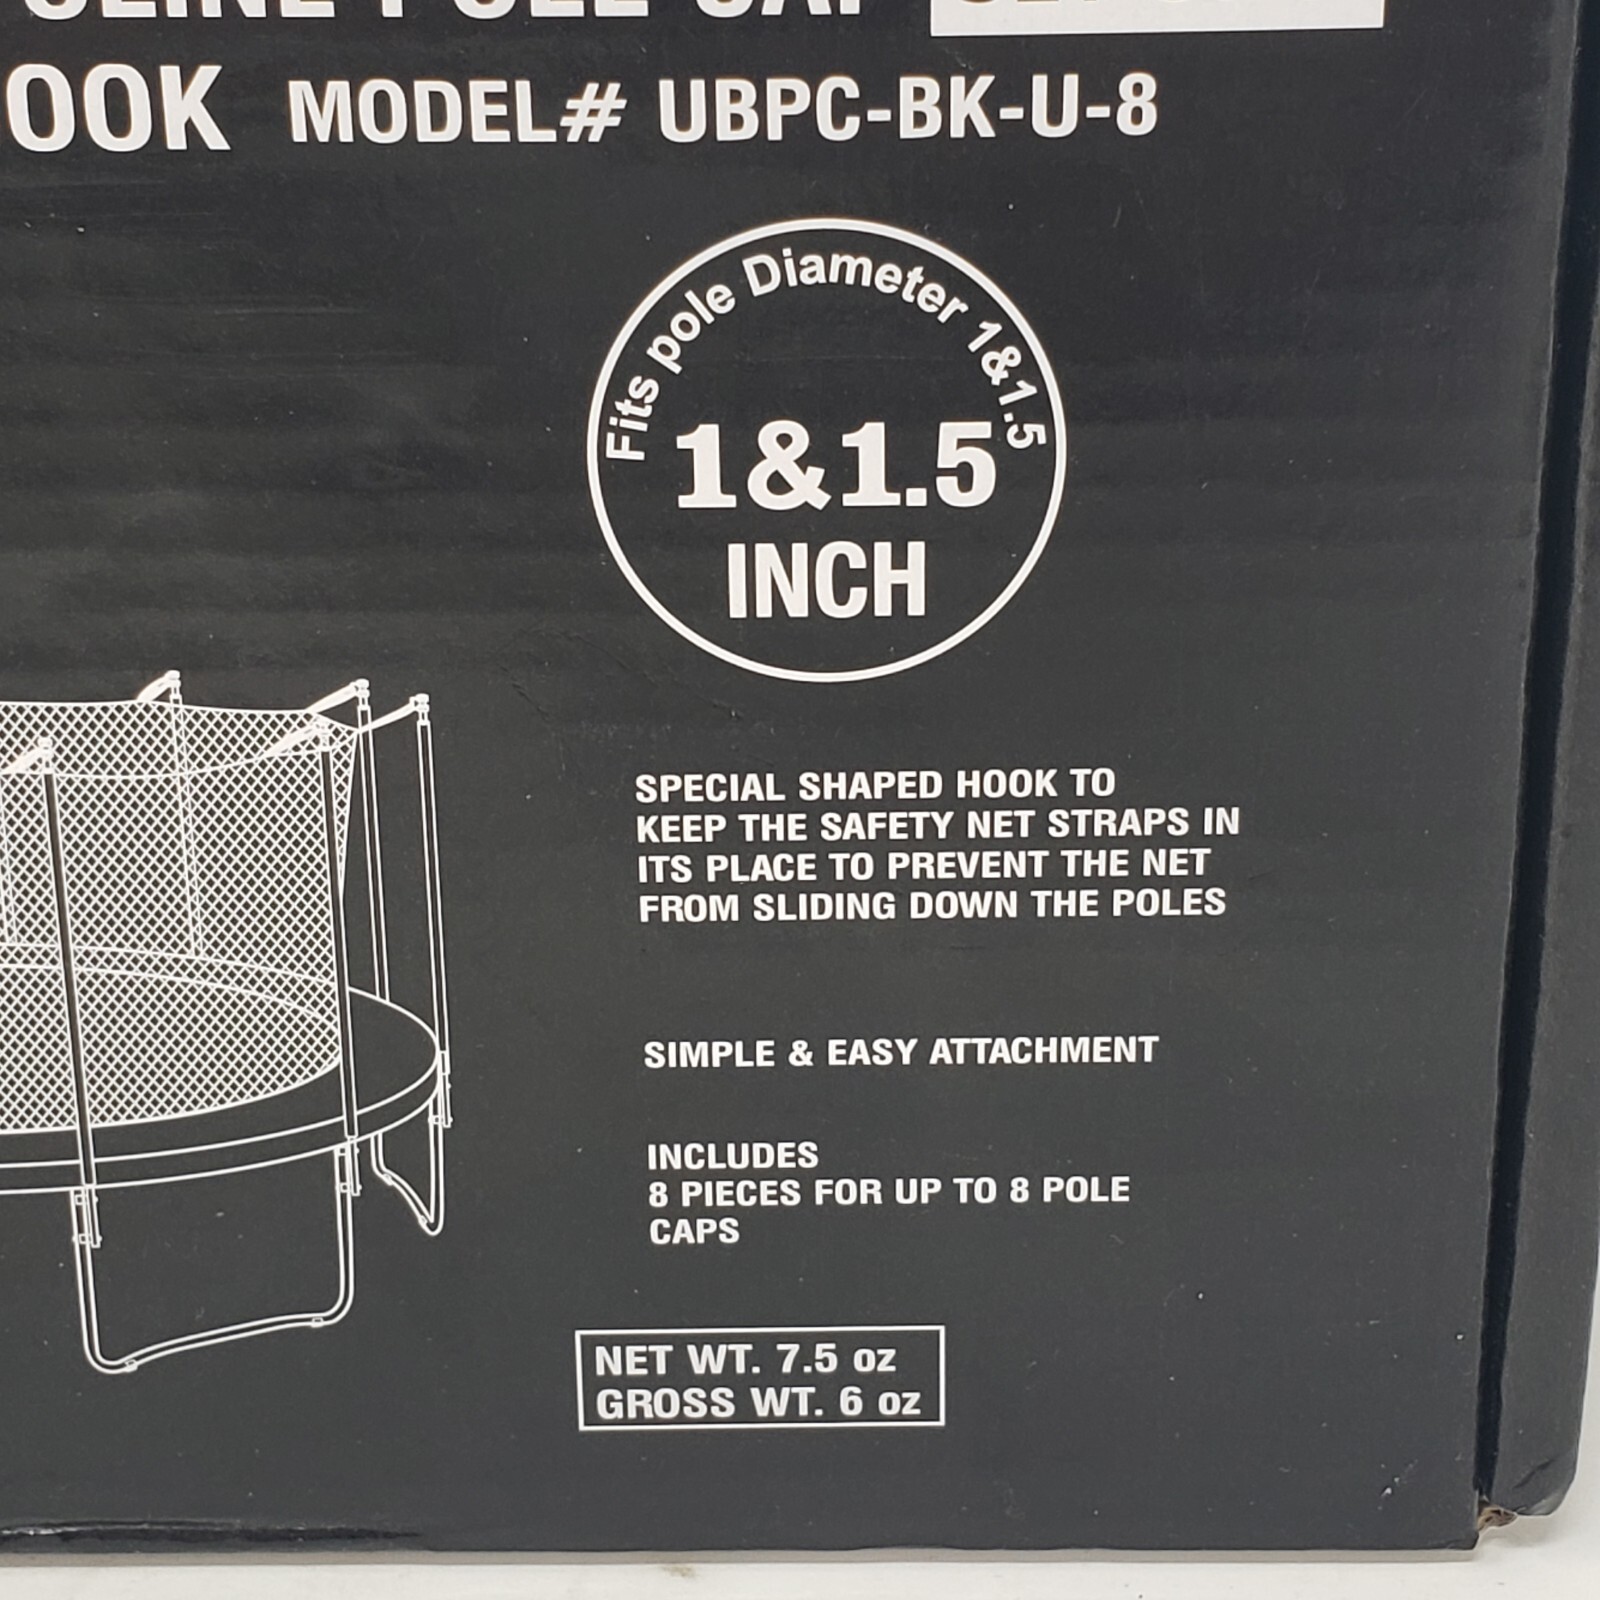 POLE CAP
OOK MODEL# UBPC-BK-U-8
Fits pole Diameter 1&1.5
1&1.5
INCH
SPECIAL SHAPED HOOK TO
KEEP THE SAFETY NET STRAPS IN
ITS PLACE TO PREVENT THE NET
FROM SLIDING DOWN THE POLES
SIMPLE & EASY ATTACHMENT
INCLUDES
8 PIECES FOR UP TO 8 POLE
CAPS
NET WT. 7.5 oz
GROSS WT. 6 oz